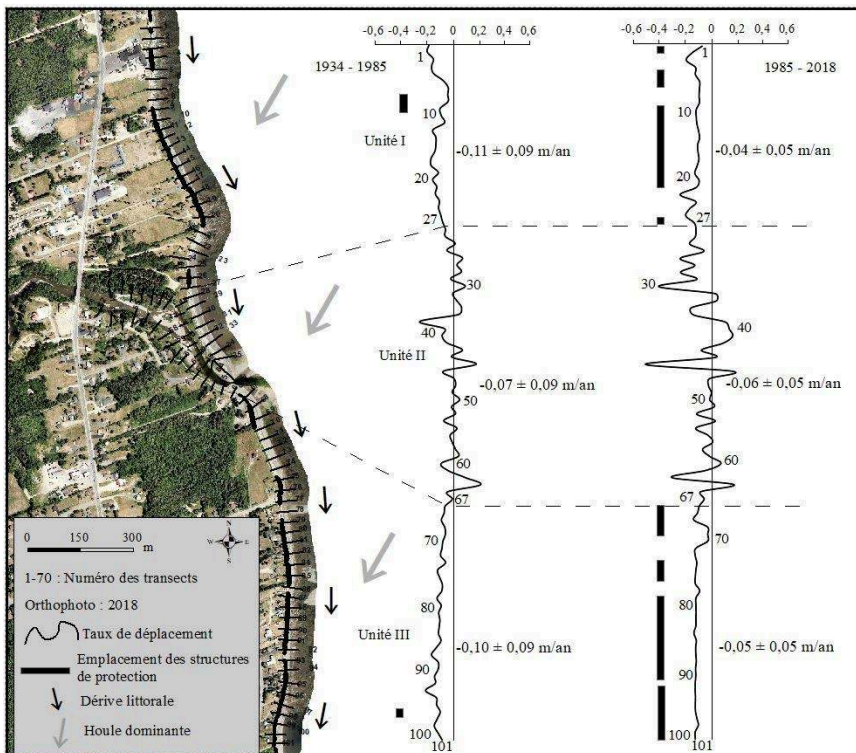 -0,6 -0,4 -0,2 0 0,2 0,4 0,6
-0,6 -0,4 -0,2 0 0,2 0,4 0,6
1934 - 1985
1985 - 2018
1
1
10
10
Unité I
-0,11 ± 0,09 m/an
-0,04 ± 0,05 m/an
20
20
27
27
30
30
40
40
Unité II
-0,07 ± 0,09 m/an
-0,06 ± 0,05 m/an
50
50
60
60
67
67
70
70
80
80
Unité III
-0,10 ± 0,09 m/an
-0,05 ± 0,05 m/an
90
90
100
100
101
101
N
W E
S
0 150 300
m
1-70 : Numéro des transects
Orthophoto : 2018
Taux de déplacement
Emplacement des structures
de protection
Dérive littorale
Houle dominante